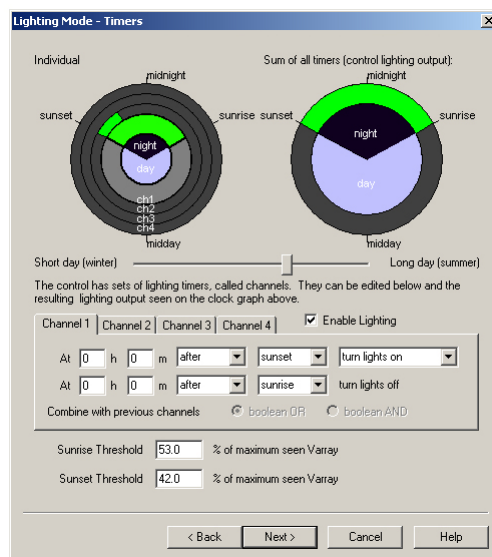 Lighting Mode - Timers
Individual
Sum of all timers (control lighting output):
midnight
sunset
sunrise
night
day
ch1
ch2
ch3
ch4
midday
midnight
sunset
sunrise
night
day
midday
Short day (winter)
Long day (summer)
The control has sets of lighting timers, called channels. They can be edited below and the
resulting lighting output seen on the clock graph above.
Channel 1 Channel 2 Channel 3 Channel 4 Enable Lighting
At 0 h 0 m after sunset turn lights on
At 0 h 0 m after sunrise turn lights off
Combine with previous channels boolean OR boolean AND
Sunrise Threshold 53.0 % of maximum seen Varray
Sunset Threshold 42.0 % of maximum seen Varray
< Back Next > Cancel Help